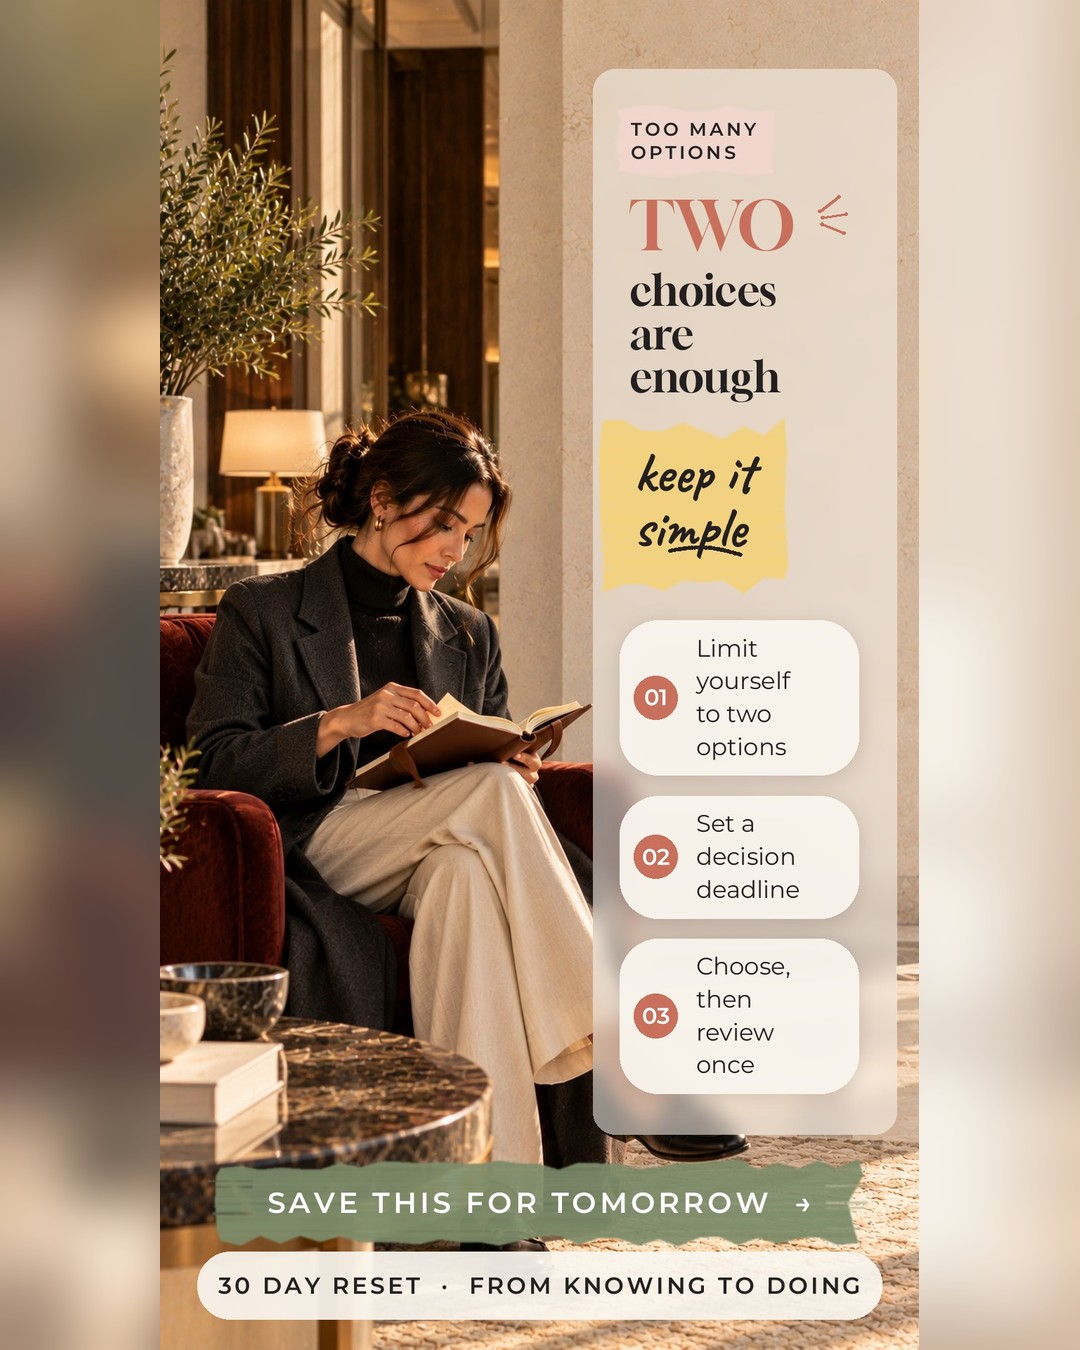 TOO MANY
OPTIONS
TWO
choices
are
enough
keep it
simple
01
Limit
yourself
to two
options
02
Set a
decision
deadline
03
Choose,
then
review
once
SAVE THIS FOR TOMORROW →
30 DAY RESET · FROM KNOWING TO DOING